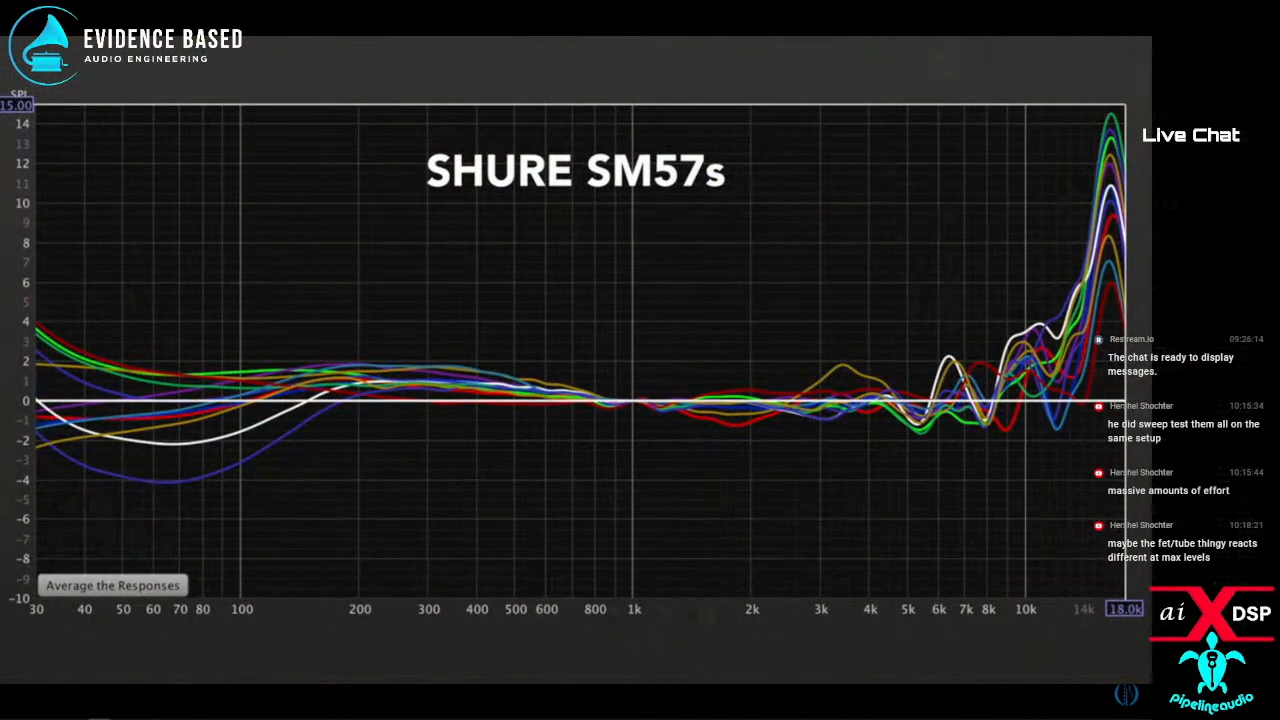 EVIDENCE BASED
AUDIO ENGINEERING
SPL
15.00
14
13
12
11
10
9
8
7
6
5
4
3
2
1
0
-1
-2
-3
-4
-5
-6
-7
-8
-9
-10
SHURE SM57s
Average the Responses
30 40 50 60 70 80 100 200 300 400 500 600 800 1k 2k 3k 4k 5k 6k 7k 8k 10k 14k 18.0k
Live Chat
Restream.io 09:26:14
The chat is ready to display
messages.
Hershel Shochter 10:15:34
he did sweep test them all on the
same setup
Hershel Shochter 10:15:44
massive amounts of effort
Hershel Shochter 10:18:21
maybe the fet/tube thingy reacts
different at max levels
ai X DSP
pipelineaudio